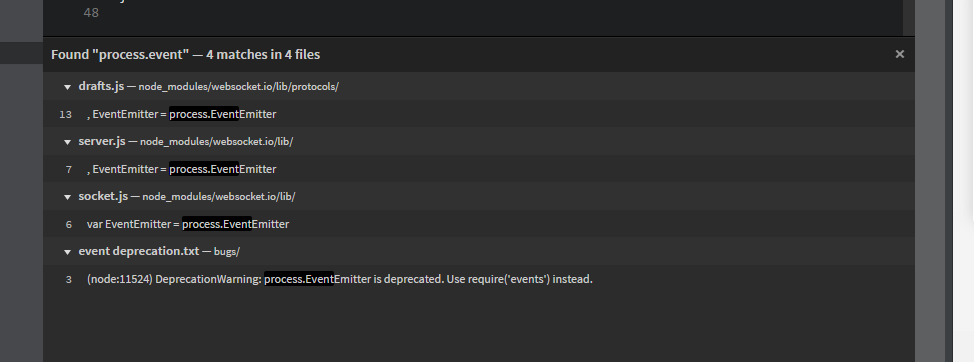 48
Found "process.event" — 4 matches in 4 files
drafts.js — node_modules/websocket.io/lib/protocols/
13 , EventEmitter = process.EventEmitter
server.js — node_modules/websocket.io/lib/
7 , EventEmitter = process.EventEmitter
socket.js — node_modules/websocket.io/lib/
6 var EventEmitter = process.EventEmitter
event deprecation.txt — bugs/
3 (node:11524) DeprecationWarning: process.EventEmitter is deprecated. Use require('events') instead.